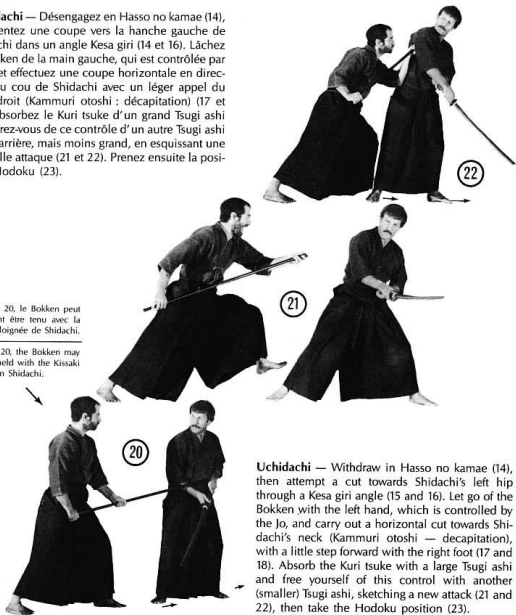 dachi — Désengagez en Hasso no kamae (14),
entez une coupe vers la hanche gauche de
chi dans un angle Kesa giri (14 et 16). Lâchez
ken de la main gauche, qui est contrôlée par
et effectuez une coupe horizontale en direc-
u cou de Shidachi avec un léger appel du
droit (Kammuri otoshi : décapitation) (17 et
bsorbez le Kuri tsuke d'un grand Tsugi ashi
rez-vous de ce contrôle d'un autre Tsugi ashi
arrière, mais moins grand, en esquissant une
lle attaque (21 et 22). Prenez ensuite la posi-
Hodoku (23).
22
21
20, le Bokken peut
nt être tenu avec la
loignée de Shidachi.
20, the Bokken may
held with the Kissaki
n Shidachi.
20
Uchidachi — Withdraw in Hasso no kamae (14),
then attempt a cut towards Shidachi's left hip
through a Kesa giri angle (15 and 16). Let go of the
Bokken with the left hand, which is controlled by
the Jo, and carry out a horizontal cut towards Shi-
dachi's neck (Kammuri otoshi — decapitation),
with a little step forward with the right foot (17 and
18). Absorb the Kuri tsuke with a large Tsugi ashi
and free yourself of this control with another
(smaller) Tsugi ashi, sketching a new attack (21 and
22), then take the Hodoku position (23).